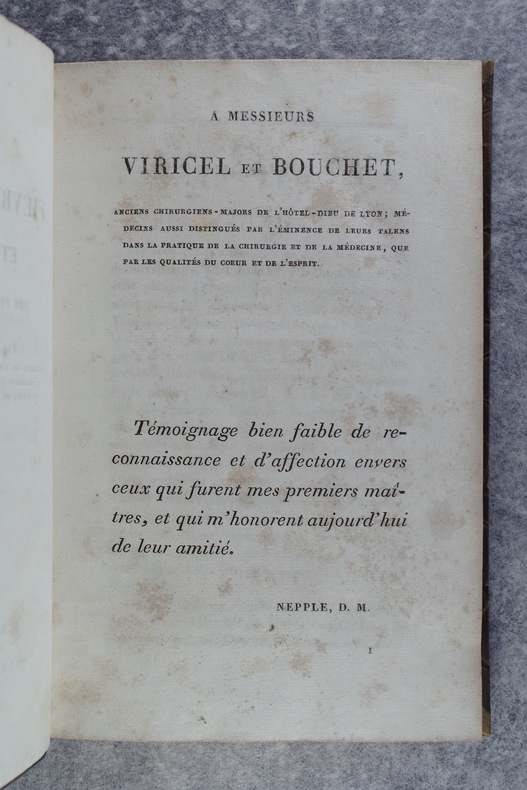 A MESSIEURS
VIRICEL ET BOUCHET,
ANCIENS CHIRURGIENS-MAJORS DE L'HÔTEL-DIEU DE LYON; MÉ-
DECINS AUSSI DISTINGUÉS PAR L'ÉMINENCE DE LEURS TALENS
DANS LA PRATIQUE DE LA CHIRURGIE ET DE LA MÉDECINE, QUE
PAR LES QUALITÉS DU COEUR ET DE L'ESPRIT.
Témoignage bien faible de re-
connaissance et d'affection envers
ceux qui furent mes premiers maî-
tres, et qui m'honorent aujourd'hui
de leur amitié.
NEPPLE, D. M.
1